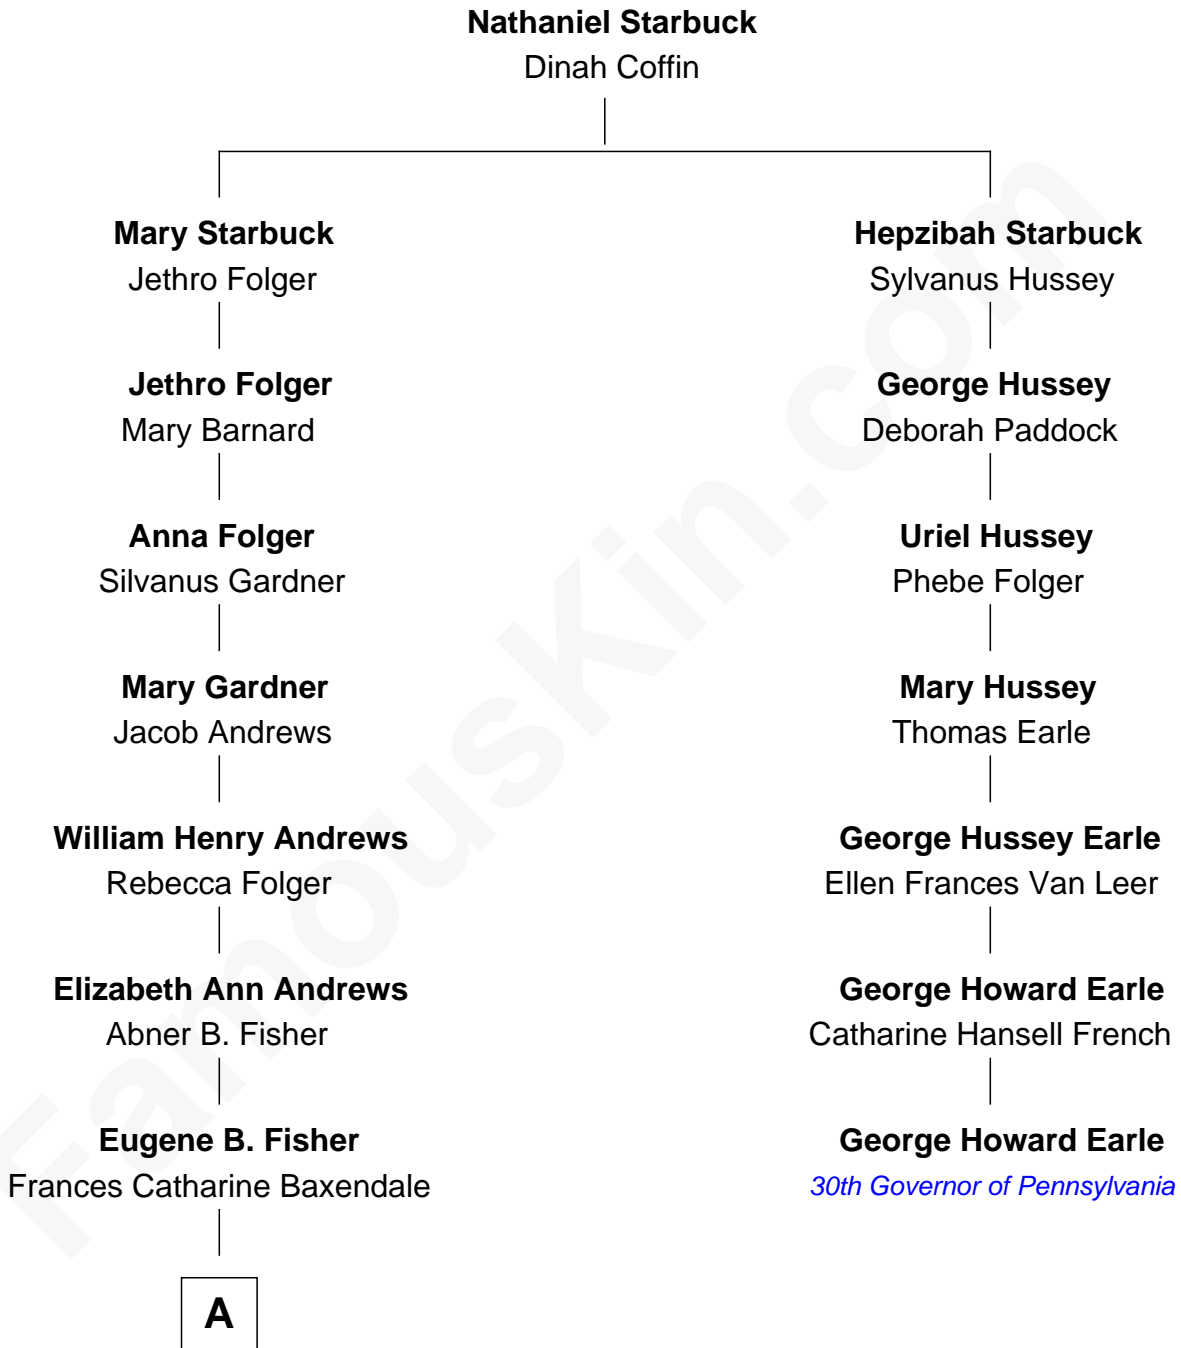 Nathaniel Starbuck
Dinah Coffin
Mary Starbuck
Jethro Folger
Hepzibah Starbuck
Sylvanus Hussey
Jethro Folger
Mary Barnard
George Hussey
Deborah Paddock
Anna Folger
Silvanus Gardner
Uriel Hussey
Phebe Folger
Mary Gardner
Jacob Andrews
Mary Hussey
Thomas Earle
William Henry Andrews
Rebecca Folger
George Hussey Earle
Ellen Frances Van Leer
Elizabeth Ann Andrews
Abner B. Fisher
George Howard Earle
Catharine Hansell French
Eugene B. Fisher
Frances Catharine Baxendale
George Howard Earle
30th Governor of Pennsylvania
A
FamousKin.com